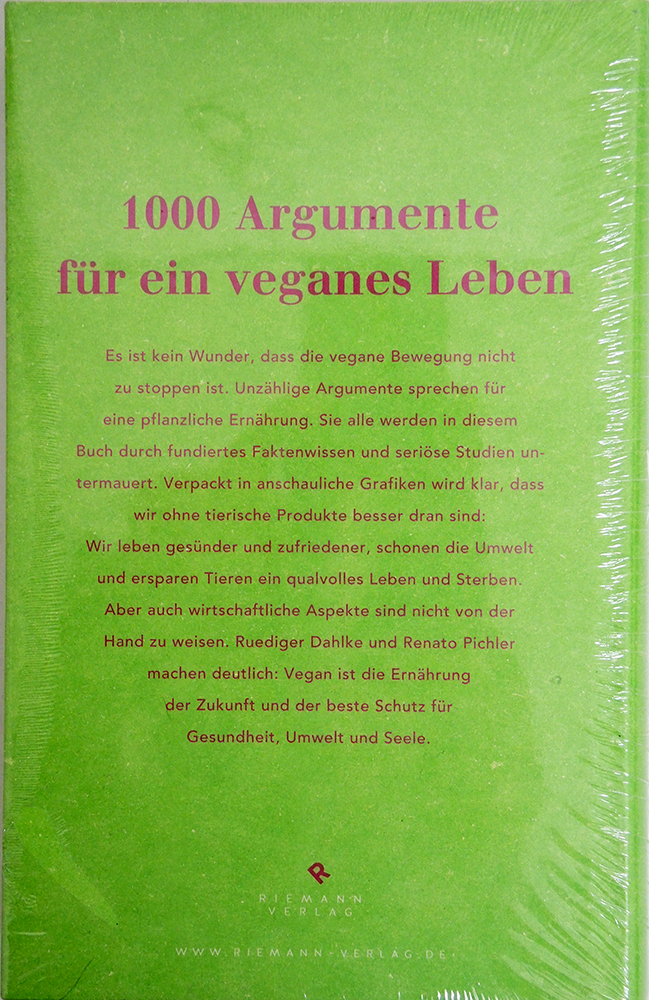 1000 Argumente
für ein veganes Leben
Es ist kein Wunder, dass die vegane Bewegung nicht
zu stoppen ist. Unzählige Argumente sprechen für
eine pflanzliche Ernährung. Sie alle werden in diesem
Buch durch fundiertes Faktenwissen und seriöse Studien un-
termauert. Verpackt in anschauliche Grafiken wird klar, dass
wir ohne tierische Produkte besser dran sind:
Wir leben gesünder und zufriedener, schonen die Umwelt
und ersparen Tieren ein qualvolles Leben und Sterben.
Aber auch wirtschaftliche Aspekte sind nicht von der
Hand zu weisen. Ruediger Dahlke und Renato Pichler
machen deutlich: Vegan ist die Ernährung
der Zukunft und der beste Schutz für
Gesundheit, Umwelt und Seele.
R
RIEMANN
VERLAG
WWW.RIEMANN-VERLAG.DE